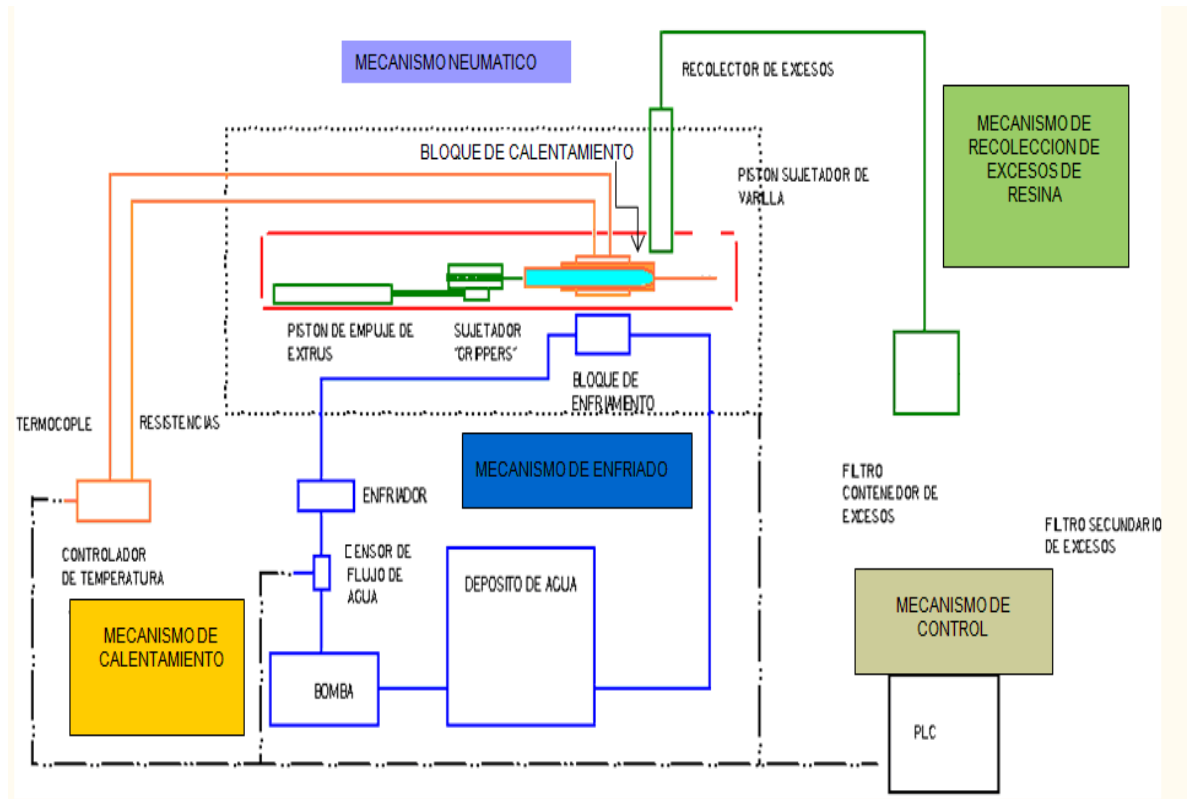 MECANISMO NEUMATICO
RECOLECTOR DE EXCESOS
MECANISMO DE
RECOLECCION DE
EXCESOS DE
RESINA
BLOQUE DE CALENTAMIENTO
PISTON SUJETADOR DE
VARILLA
PISTON DE EMPUJE DE
EXTRUS
SUJETADOR
"GRIPPERS"
BLOQUE DE
ENFRIAMENTO
TERMOCOPLE
RESISTENCIAS
MECANISMO DE ENFRIADO
ENFRIADOR
FILTRO
CONTENEDOR DE
EXCESOS
FILTRO SECUNDARIO
DE EXCESOS
CONTROLADOR
DE TEMPERATURA
CENSOR DE
FLUJO DE
AGUA
DEPOSITO DE AGUA
MECANISMO DE
CONTROL
MECANISMO DE
CALENTAMIENTO
BOMBA
PLC